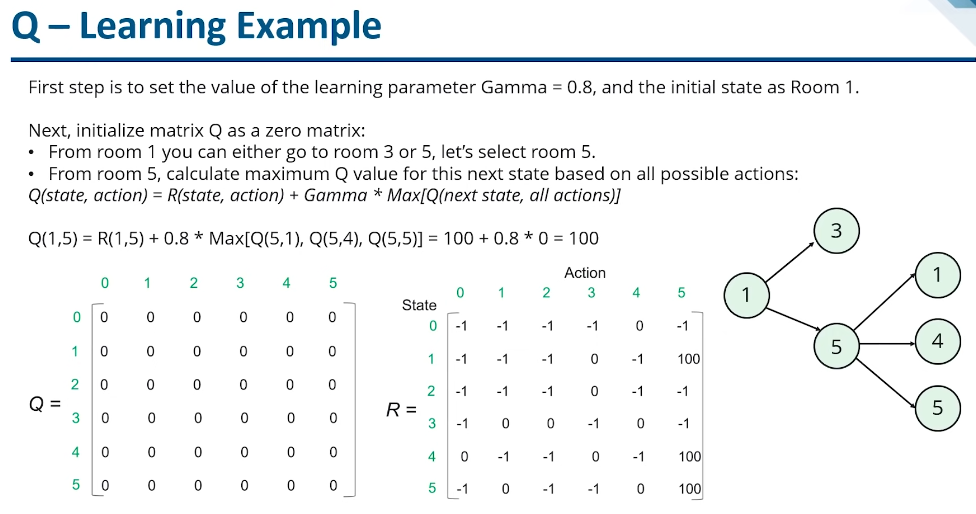 Q – Learning Example
First step is to set the value of the learning parameter Gamma = 0.8, and the initial state as Room 1.
Next, initialize matrix Q as a zero matrix:
• From room 1 you can either go to room 3 or 5, let's select room 5.
• From room 5, calculate maximum Q value for this next state based on all possible actions:
Q(state, action) = R(state, action) + Gamma * Max[Q(next state, all actions)]
Q(1,5) = R(1,5) + 0.8 * Max[Q(5,1), Q(5,4), Q(5,5)] = 100 + 0.8 * 0 = 100
0 1 2 3 4 5
0 0 0 0 0 0 0
1 0 0 0 0 0 0
2 0 0 0 0 0 0
Q =
3 0 0 0 0 0 0
4 0 0 0 0 0 0
5 0 0 0 0 0 0
Action
0 1 2 3 4 5
State
0 -1 -1 -1 -1 0 -1
1 -1 -1 -1 0 -1 100
2 -1 -1 -1 0 -1 -1
R =
3 -1 0 0 -1 0 -1
4 0 -1 -1 0 -1 100
5 -1 0 -1 -1 0 100
3
1
1
5
4
5